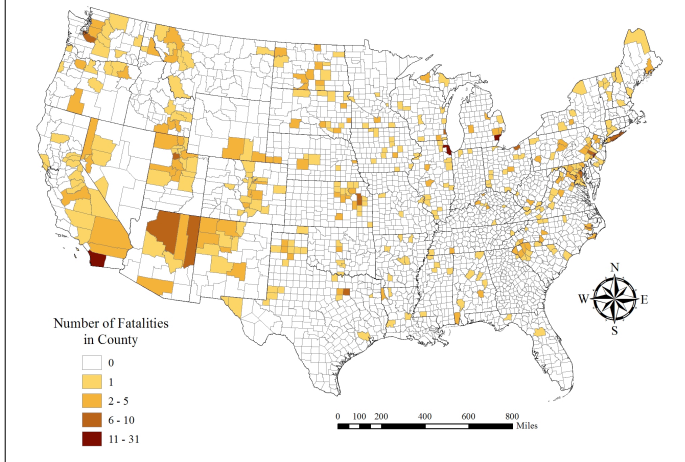 N
W
E
S
Number of Fatalities
in County
0
1
2 - 5
6 - 10
11 - 31
0 100 200 400 600 800
Miles